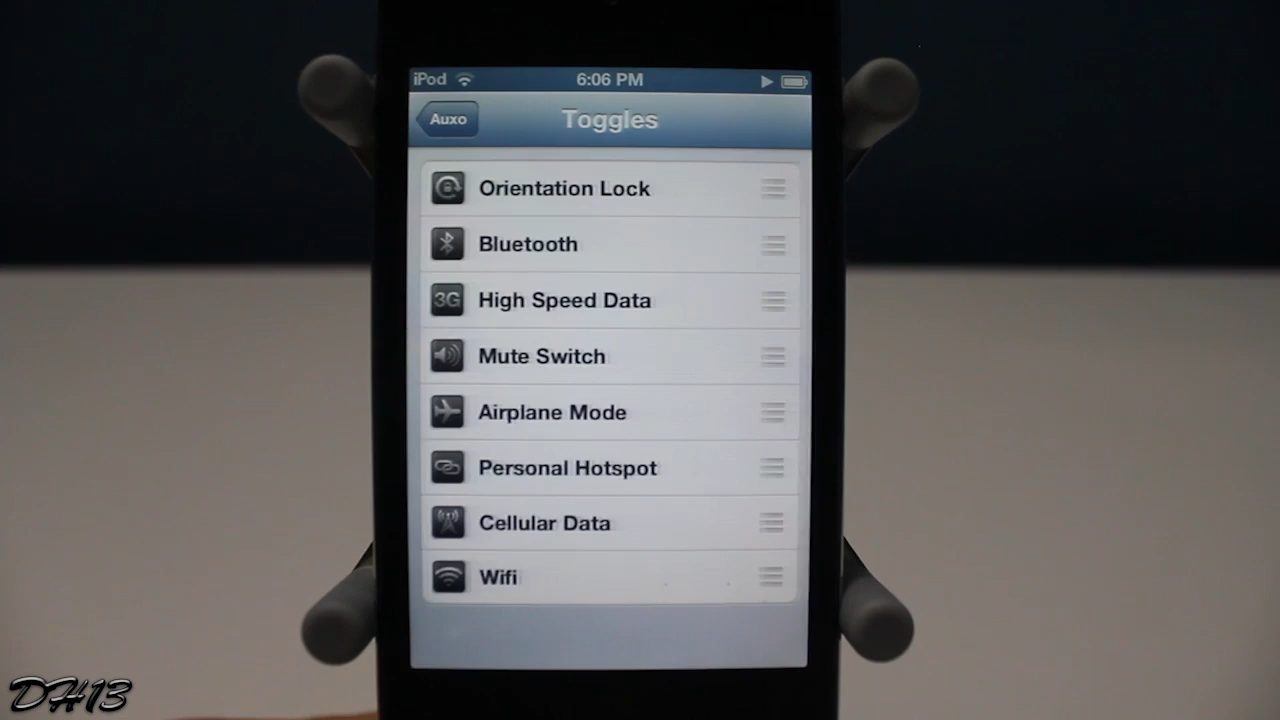 iPod 6:06 PM
Auxo Toggles
Orientation Lock
Bluetooth
3G High Speed Data
Mute Switch
Airplane Mode
Personal Hotspot
Cellular Data
Wifi
DH13